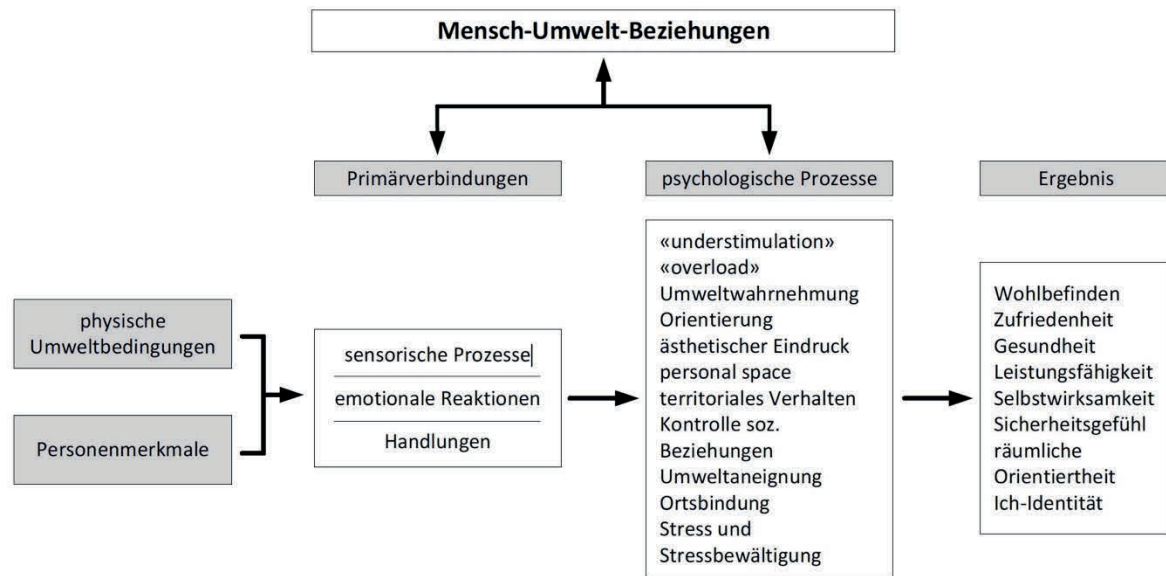 Mensch-Umwelt-Beziehungen
Primärverbindungen
psychologische Prozesse
Ergebnis
physische
Umweltbedingungen
Personenmerkmale
sensorische Prozesse
emotionale Reaktionen
Handlungen
«understimulation»
«overload»
Umweltwahrnehmung
Orientierung
ästhetischer Eindruck
personal space
territoriales Verhalten
Kontrolle soz.
Beziehungen
Umweltaneignung
Ortsbindung
Stress und
Stressbewältigung
Wohlbefinden
Zufriedenheit
Gesundheit
Leistungsfähigkeit
Selbstwirksamkeit
Sicherheitsgefühl
räumliche
Orientiertheit
Ich-Identität